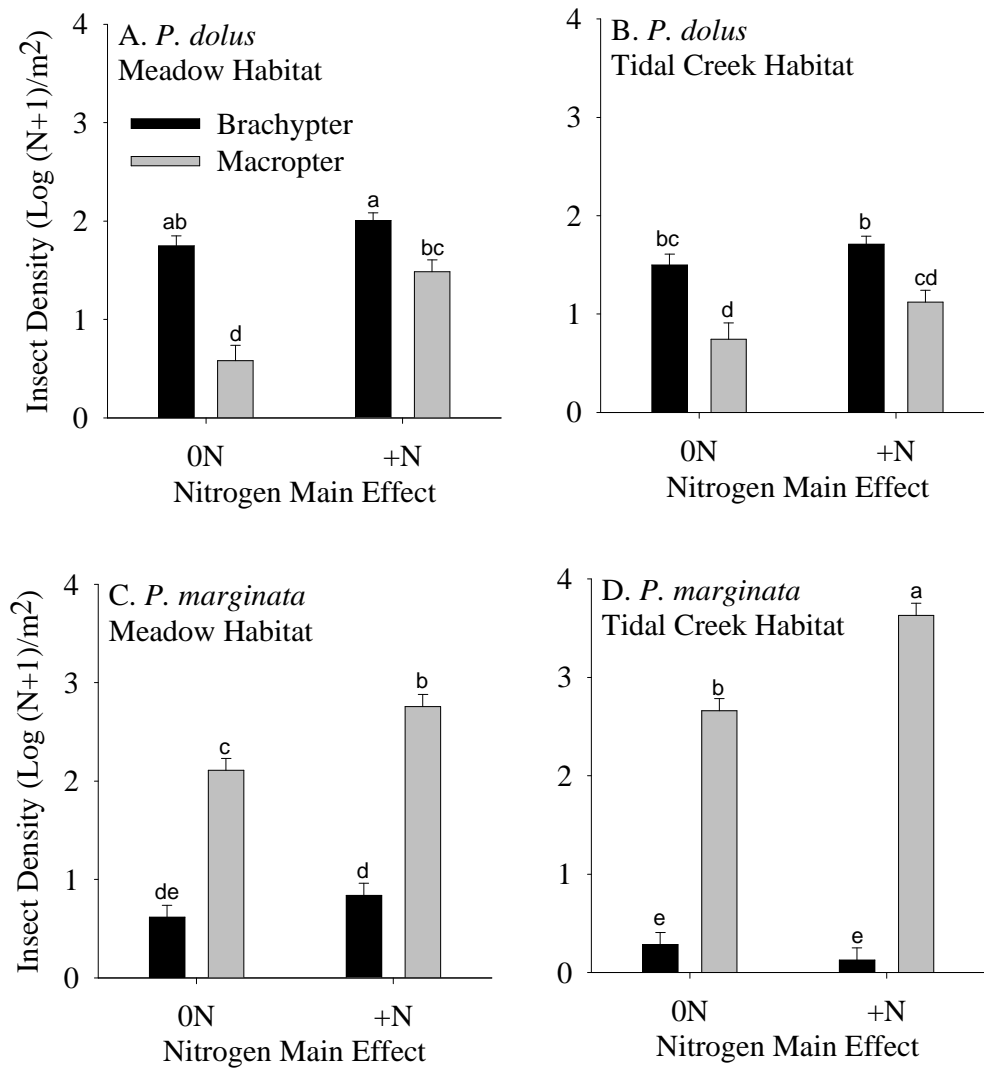 Insect Density (Log (N+1)/m2)
4
3
2
1
0
A. P. dolus
Meadow Habitat
Brachypter
Macropter
ab
d
a
bc
0N
+N
Nitrogen Main Effect
4
3
2
1
0
B. P. dolus
Tidal Creek Habitat
bc
d
b
cd
0N
+N
Nitrogen Main Effect
Insect Density (Log (N+1)/m2)
4
3
2
1
0
C. P. marginata
Meadow Habitat
de
c
d
b
0N
+N
Nitrogen Main Effect
4
3
2
1
0
D. P. marginata
Tidal Creek Habitat
e
b
e
a
0N
+N
Nitrogen Main Effect